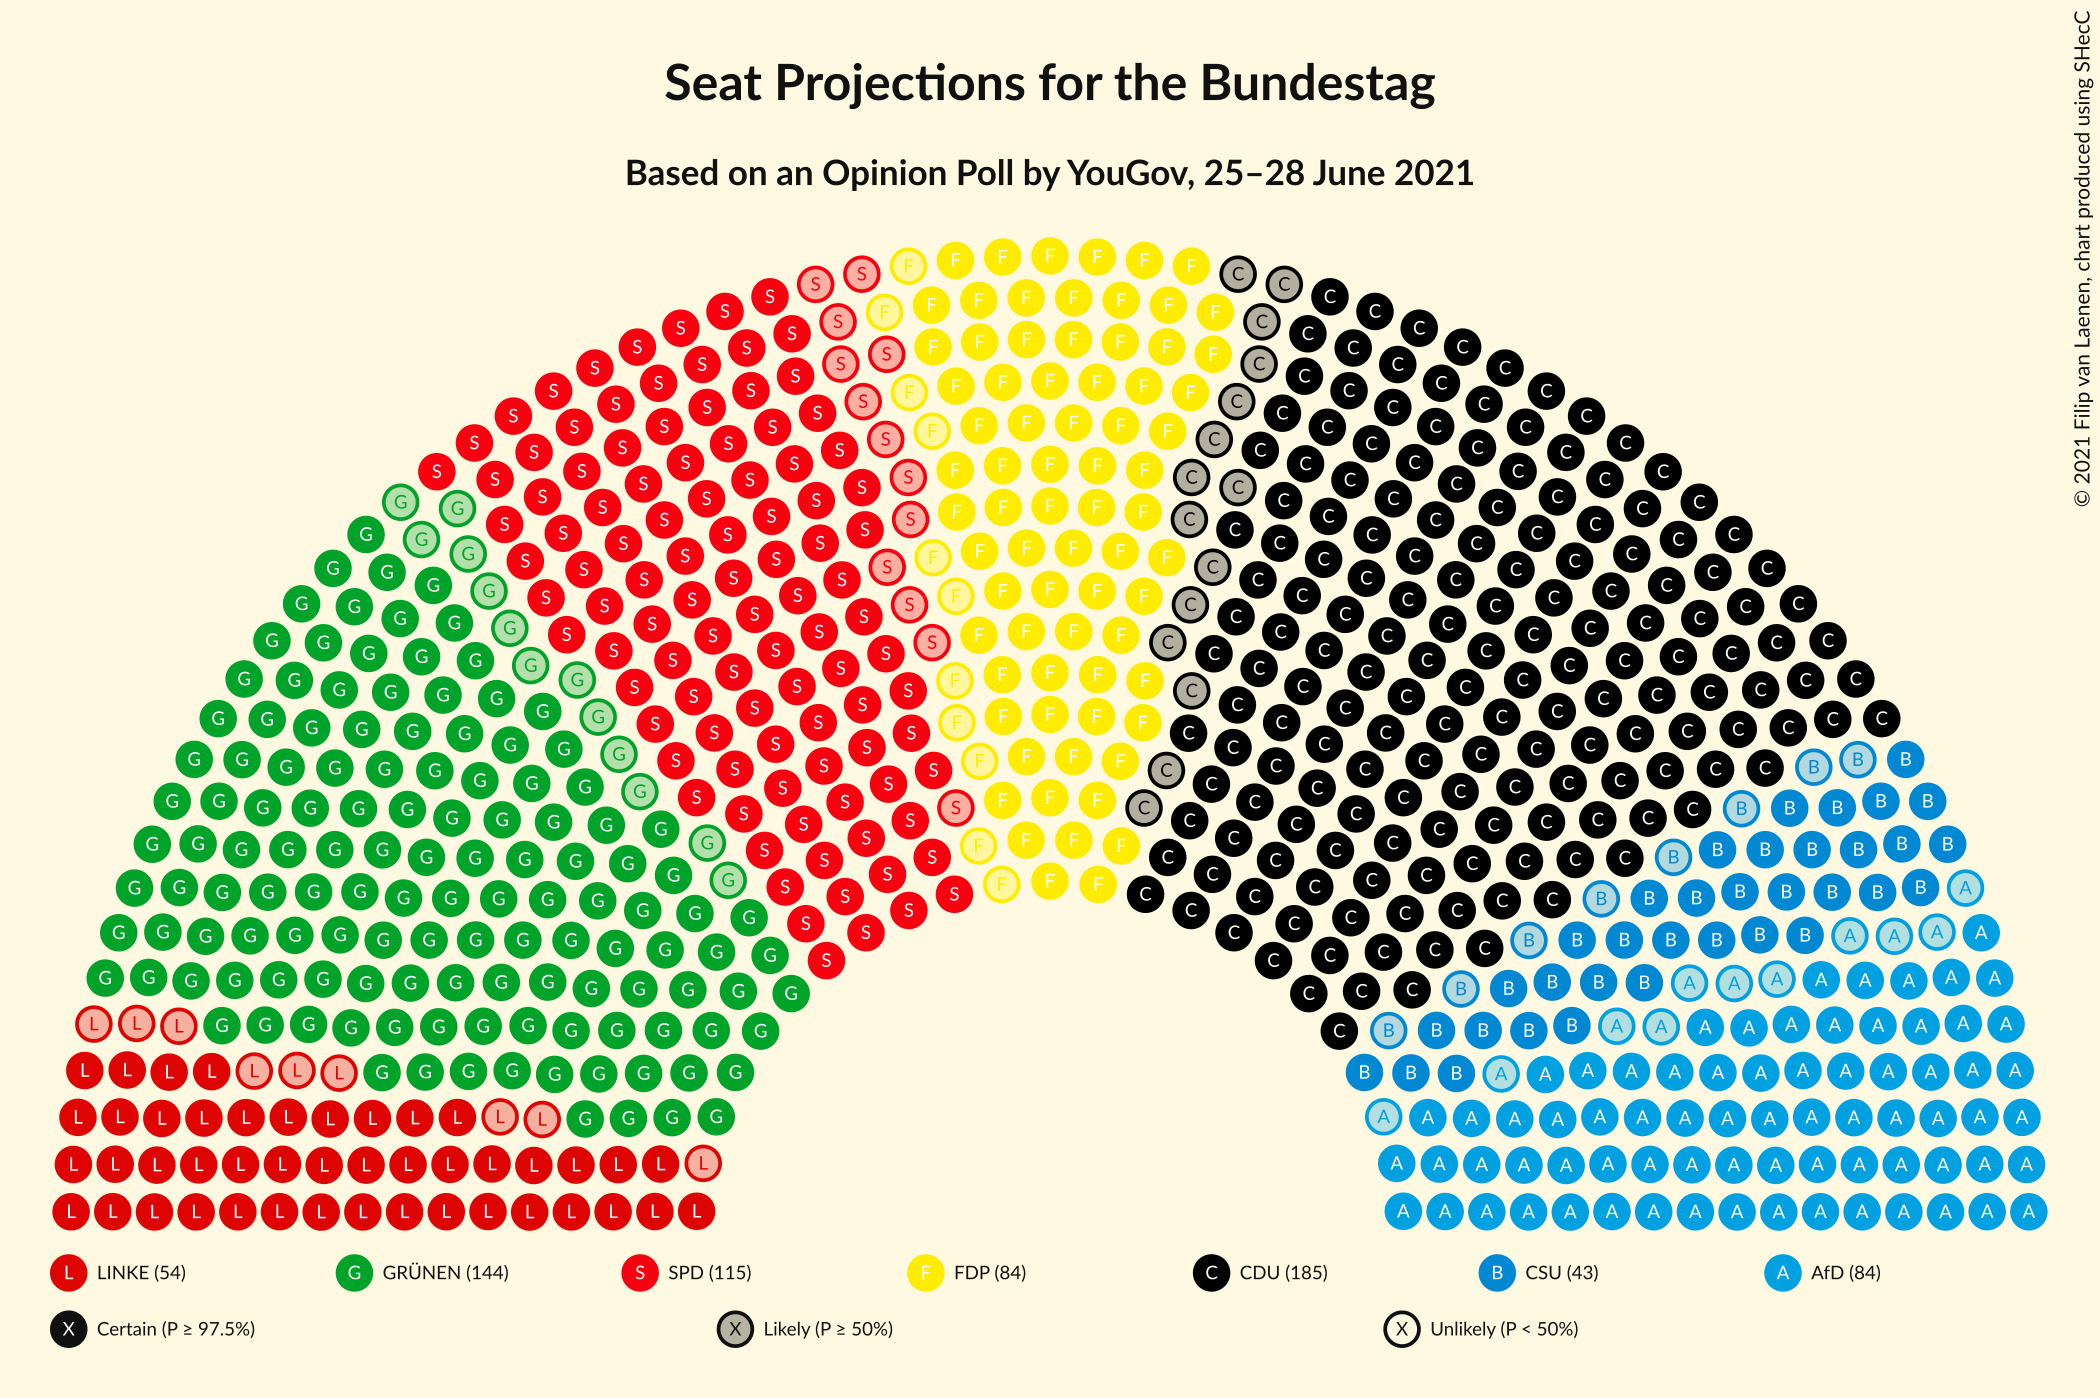 Seat Projections for the Bundestag
Based on an Opinion Poll by YouGov, 25–28 June 2021
© 2021 Filip van Laenen, chart produced using SHecC
L LINKE (54) G GRÜNEN (144) S SPD (115) F FDP (84) C CDU (185) B CSU (43) A AfD (84)
X Certain (P ≥ 97.5%) X Likely (P ≥ 50%) X Unlikely (P < 50%)